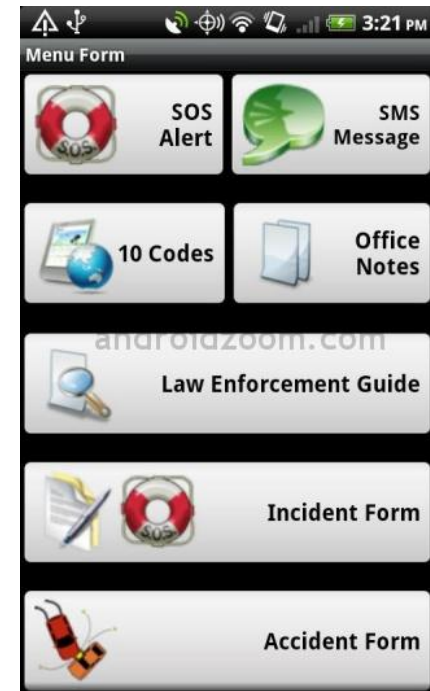 3:21 PM
Menu Form
SOS
Alert
SMS
Message
10 Codes
Office
Notes
androidzoom.com
Law Enforcement Guide
S.O.S.
Incident Form
Accident Form